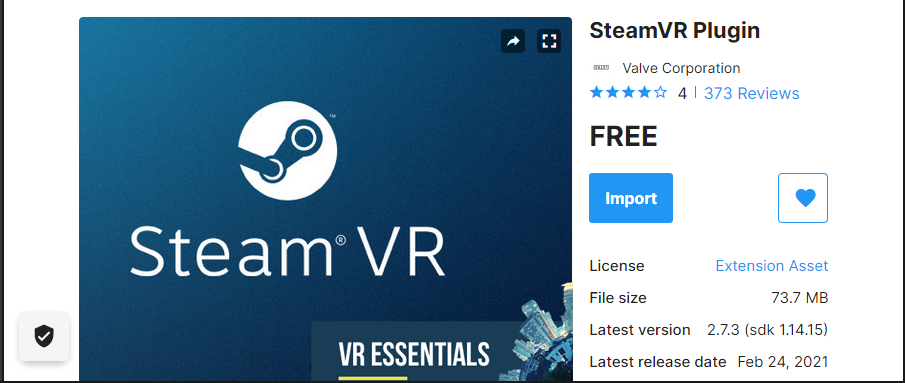 Steam®VR
™
VR ESSENTIALS
SteamVR Plugin
Valve Corporation
4 | 373 Reviews
FREE
Import
License Extension Asset
File size 73.7 MB
Latest version 2.7.3 (sdk 1.14.15)
Latest release date Feb 24, 2021